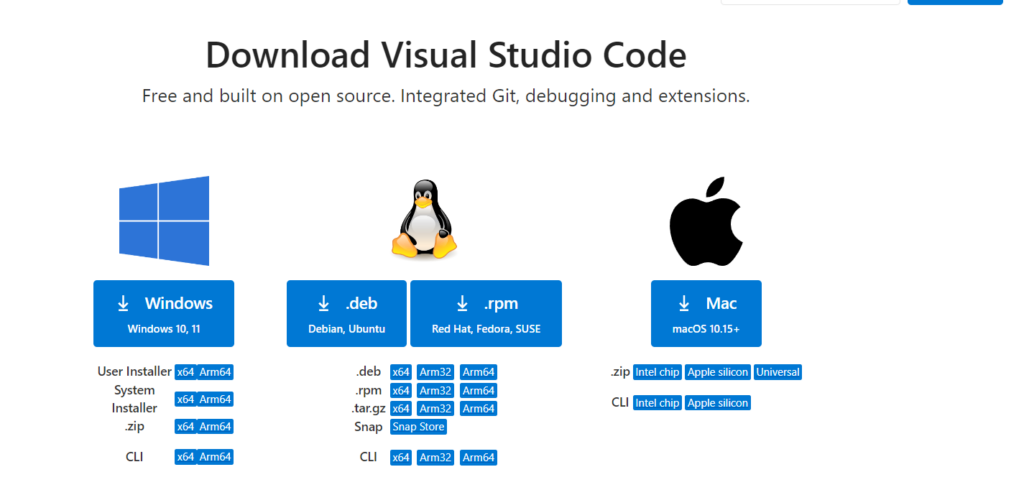 Download Visual Studio Code
Free and built on open source. Integrated Git, debugging and extensions.
Windows
Windows 10, 11
User Installer x64 Arm64
System
Installer x64 Arm64
.zip x64 Arm64
CLI x64 Arm64
.deb
Debian, Ubuntu
.rpm
Red Hat, Fedora, SUSE
.deb x64 Arm32 Arm64
.rpm x64 Arm32 Arm64
.tar.gz x64 Arm32 Arm64
Snap Snap Store
CLI x64 Arm32 Arm64
Mac
macOS 10.15+
.zip Intel chip Apple silicon Universal
CLI Intel chip Apple silicon